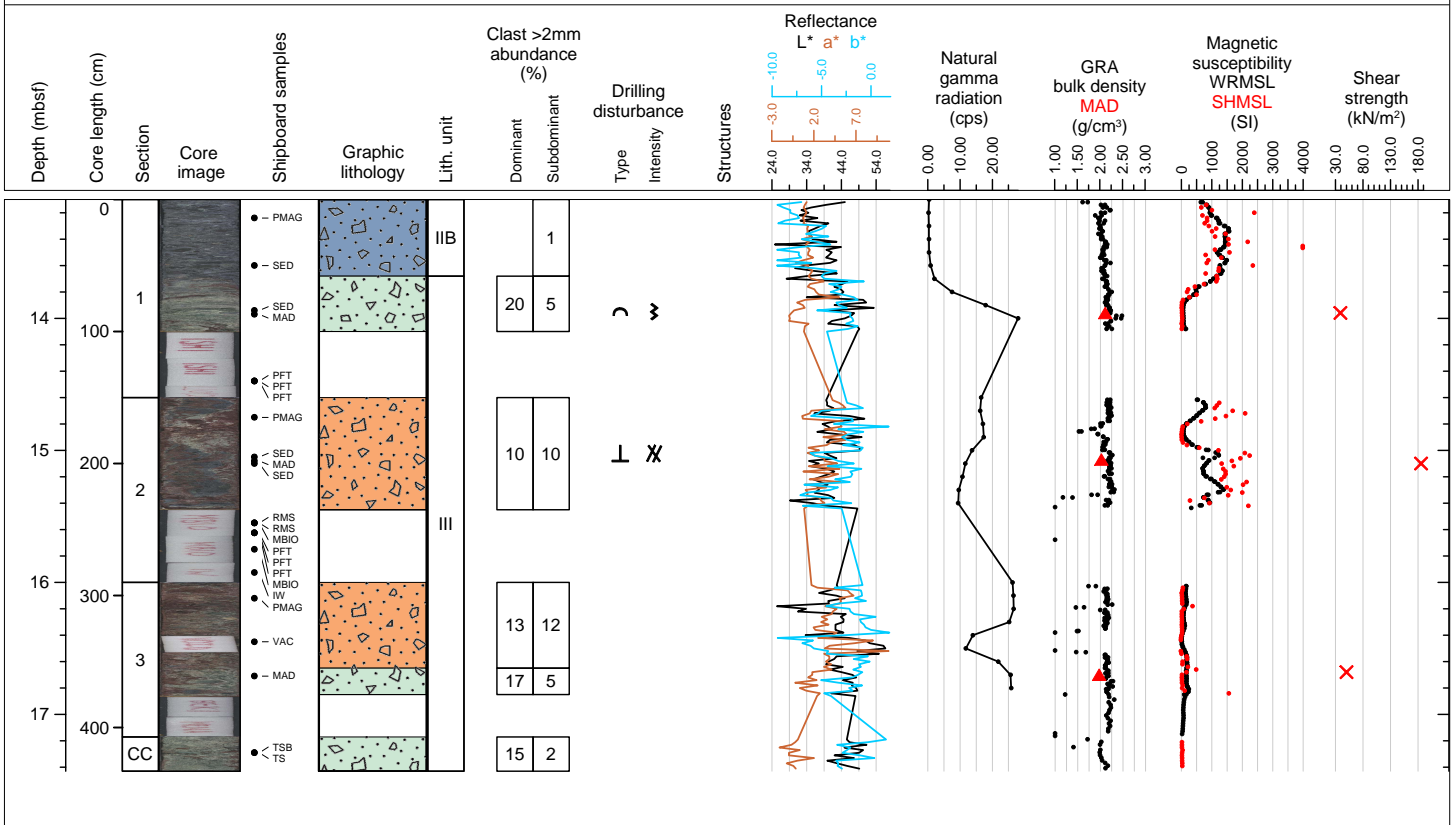 Depth (mbsf)
Core length (cm)
Section
Core
image
Shipboard samples
Graphic
lithology
Lith. unit
Clast >2mm
abundance
(%)
Dominant
Subdominant
Drilling
disturbance
Type
Intensity
Structures
Reflectance
L* a* b*
-10.0 -5.0 0.0
-3.0 2.0 7.0
24.0 34.0 44.0 54.0
Natural
gamma
radiation
(cps)
0.00 10.00 20.00
GRA
bulk density
MAD
(g/cm³)
1.00 1.50 2.00 2.50 3.00
Magnetic
susceptibility
WRMSL
SHMSL
(SI)
0 1000 2000 3000 4000
Shear
strength
(kN/m²)
30.0 80.0 130.0 180.0
14
15
16
17
0
100
200
300
400
1
2
3
CC
PMAG
SED
SED
MAD
PFT
PFT
PFT
PMAG
SED
MAD
SED
RMS
RMS
MBIO
PFT
PFT
PFT
MBIO
IW
PMAG
VAC
MAD
TSB
TS
IIB
III
1
20 5
10 10
13 12
17 5
15 2